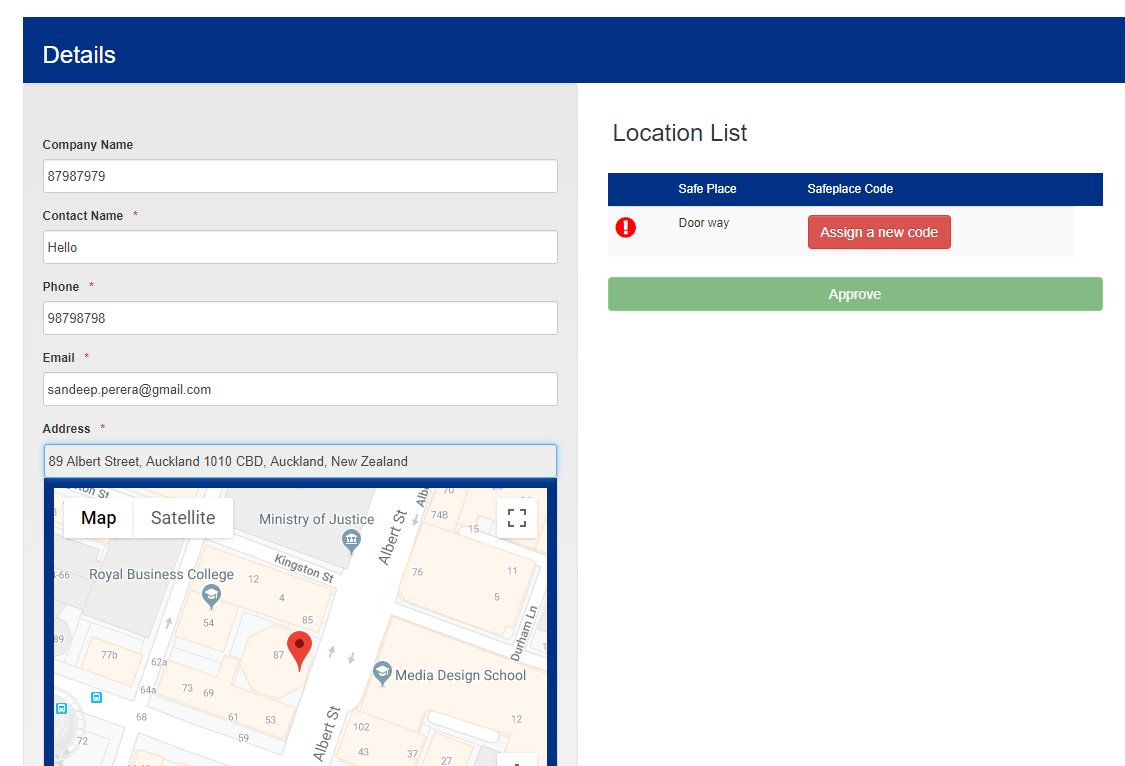 Details
Company Name
87987979
Contact Name *
Hello
Phone *
98798798
Email *
sandeep.perera@gmail.com
Address *
89 Albert Street, Auckland 1010 CBD, Auckland, New Zealand
Map Satellite
Ministry of Justice
Albert St
74B
70
15
Kingston St
Royal Business College
12
4
76
11
5
54
85
87
Durham Ln
89
77b
62a
Media Design School
64a
73
69
68
61
53
59
72
Albert St
102
43
37
27
12
Location List
Safe Place Safeplace Code
Door way Assign a new code
Approve